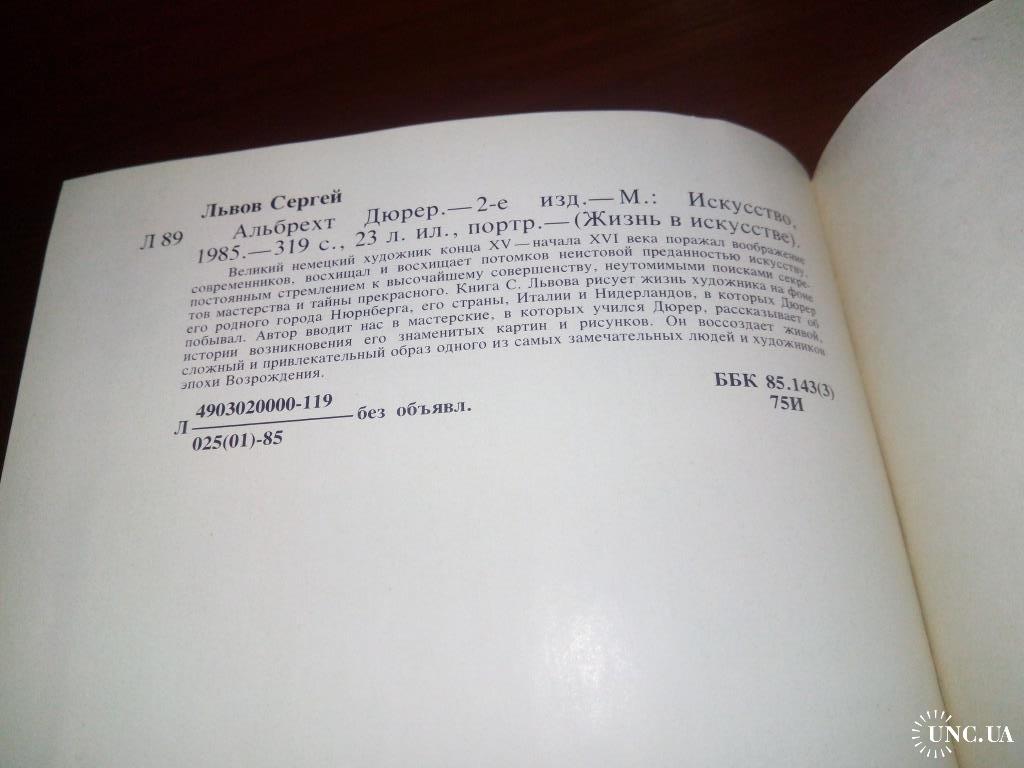 Львов Сергей
Л 89 Альбрехт Дюрер.— 2-е изд.— М.: Искусство,
1985.— 319 с., 23 л. ил., портр.— (Жизнь в искусстве).
Великий немецкий художник конца XV — начала XVI века поражал воображение
современников, восхищал и восхищает потомков неистовой преданностью искусству,
постоянным стремлением к высочайшему совершенству, неутомимыми поисками секре-
тов мастерства и тайны прекрасного. Книга С. Львова рисует жизнь художника на фоне
его родного города Нюрнберга, его страны, Италии и Нидерландов, в которых Дюрер
побывал. Автор вводит нас в мастерские, в которых учился Дюрер, рассказывает об
истории возникновения его знаменитых картин и рисунков. Он воссоздает живой,
сложный и привлекательный образ одного из самых замечательных людей и художников
эпохи Возрождения.
Л 4903020000-119 без объявл.
025(01)-85
ББК 85.143(3)
75И
UNC.UA